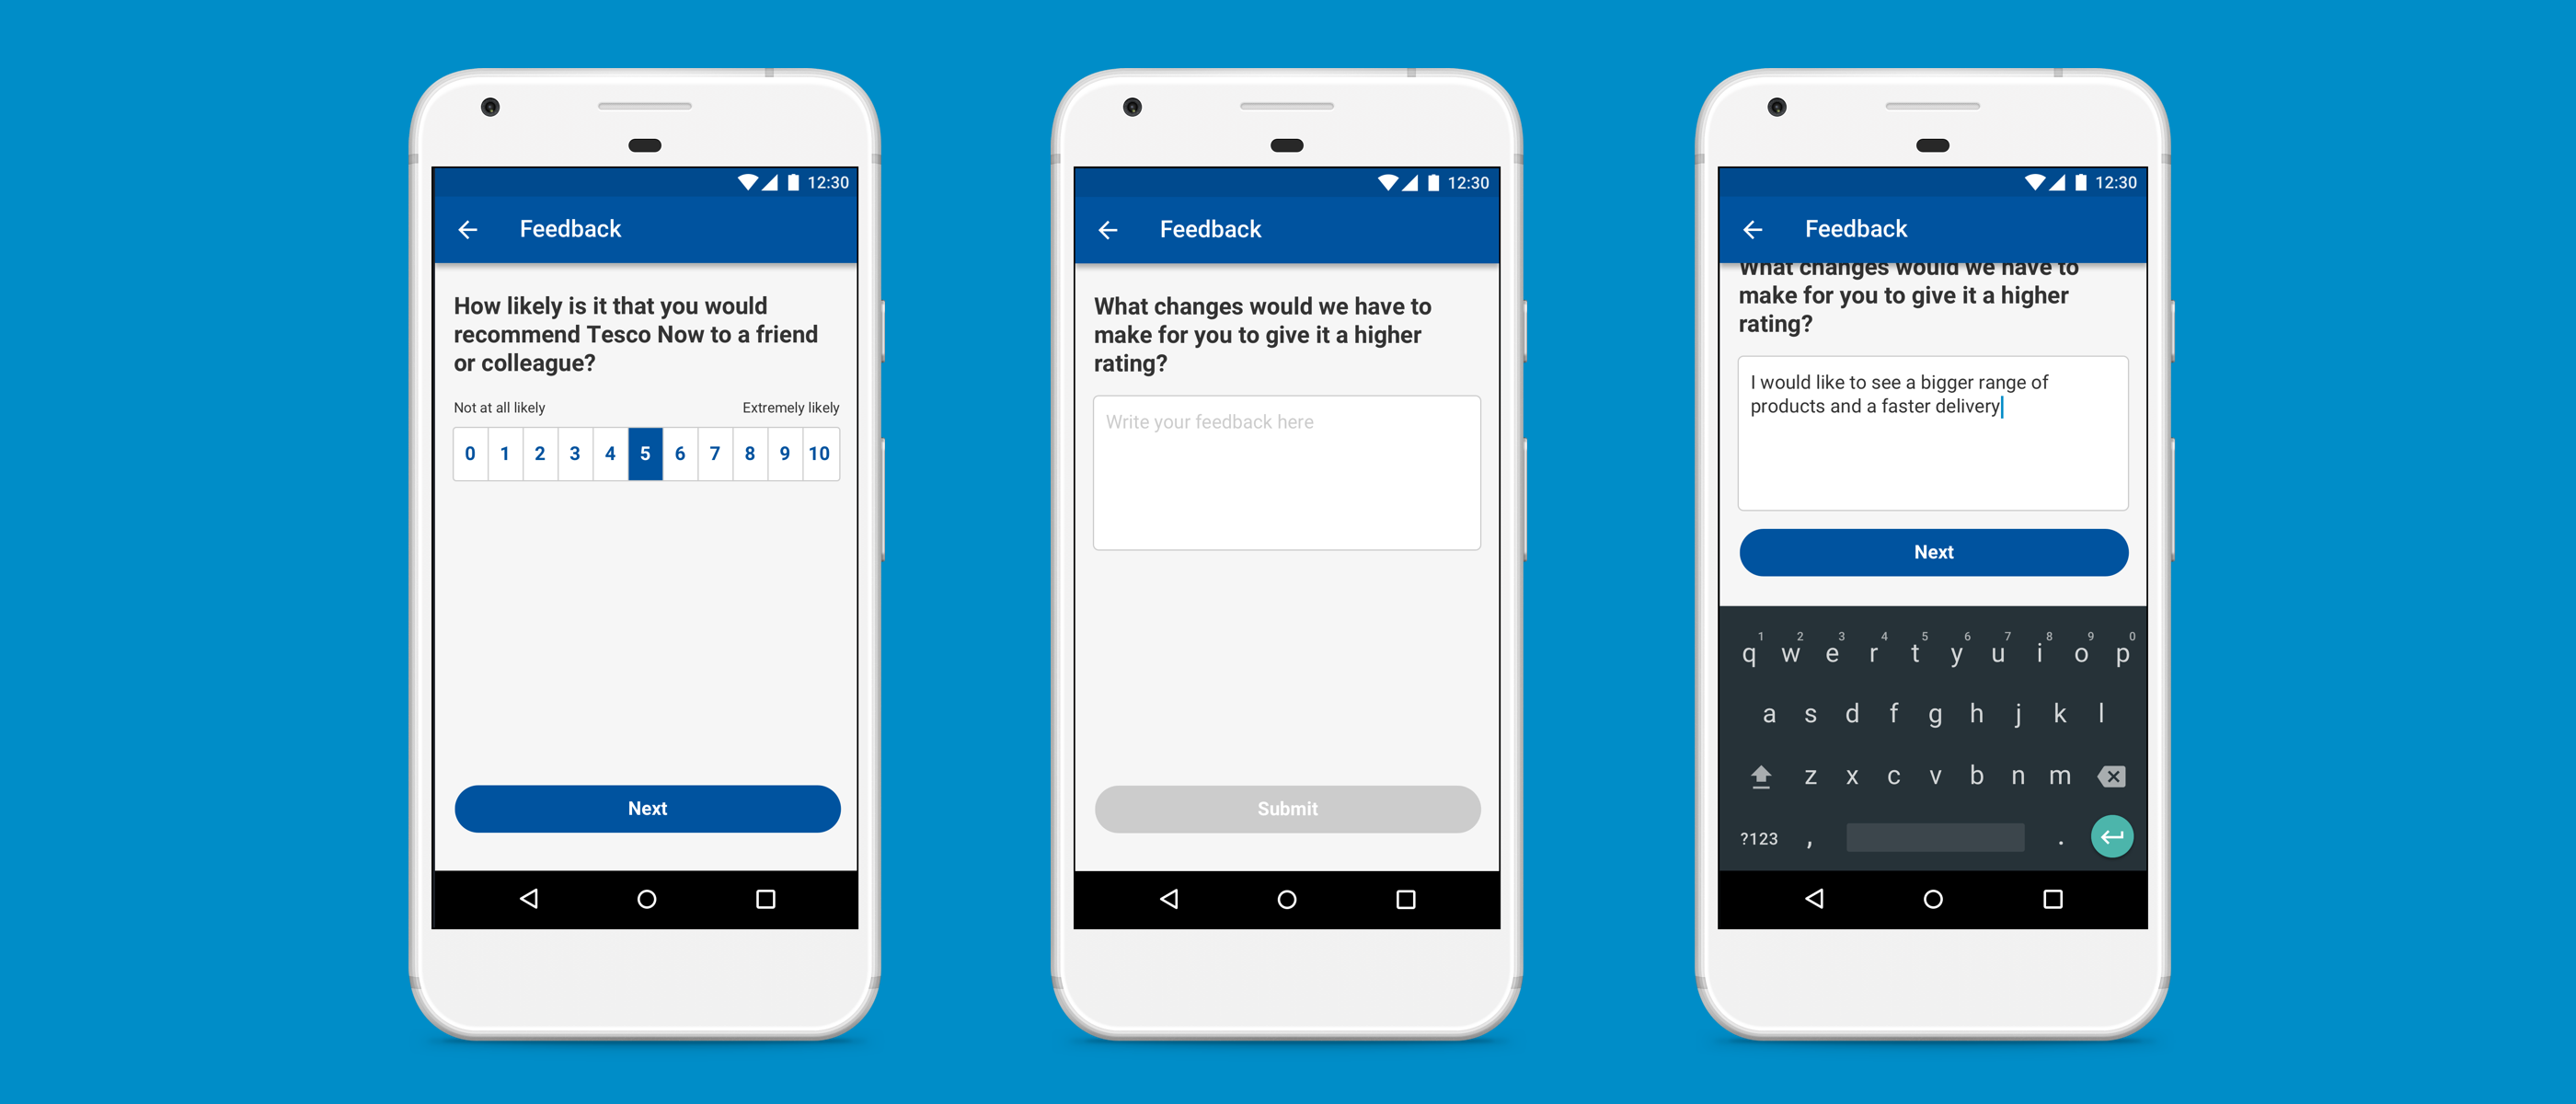 12:30
Feedback
How likely is it that you would
recommend Tesco Now to a friend
or colleague?
Not at all likely Extremely likely
0 1 2 3 4 5 6 7 8 9 10
Next
12:30
Feedback
What changes would we have to
make for you to give it a higher
rating?
Write your feedback here
Submit
12:30
Feedback
What changes would we have to
make for you to give it a higher
rating?
I would like to see a bigger range of
products and a faster delivery
Next
1 2 3 4 5 6 7 8 9 0
q w e r t y u i o p
a s d f g h j k l
z x c v b n m
?123 , .